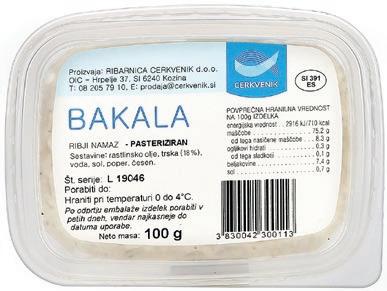 Proizvaja: RIBARNICA CERKVENIK d.o.o.
OIC - Hrpelje 37, SI 6240 Kozina
T: 08 205 79 10, E: prodaja@cerkvenik.si
CERKVENIK
SI 391
ES
BAKALA
RIBJI NAMAZ - PASTERIZIRAN
Sestavine: rastlinsko olje, trska (18%),
voda, sol, poper, česen.
Št. serije: L 19046
Porabiti do:
Hraniti pri temperaturi 0 do 4°C.
Po odprtju embalaže izdelek porabiti v
petih dneh, vendar najkasneje do
datuma uporabe.
Neto masa: 100 g
POVPREČNA HRANILNA VREDNOST
NA 100g IZDELKA
energijska vrednost .. 2916 kJ/710 kcal
maščobe 75,2 g
od tega nasičene maščobe 8,3 g
ogljikovi hidrati 0,3 g
od tega sladkorji 0,1 g
beljakovine 7,4 g
sol 0,7 g
3 830042 300113